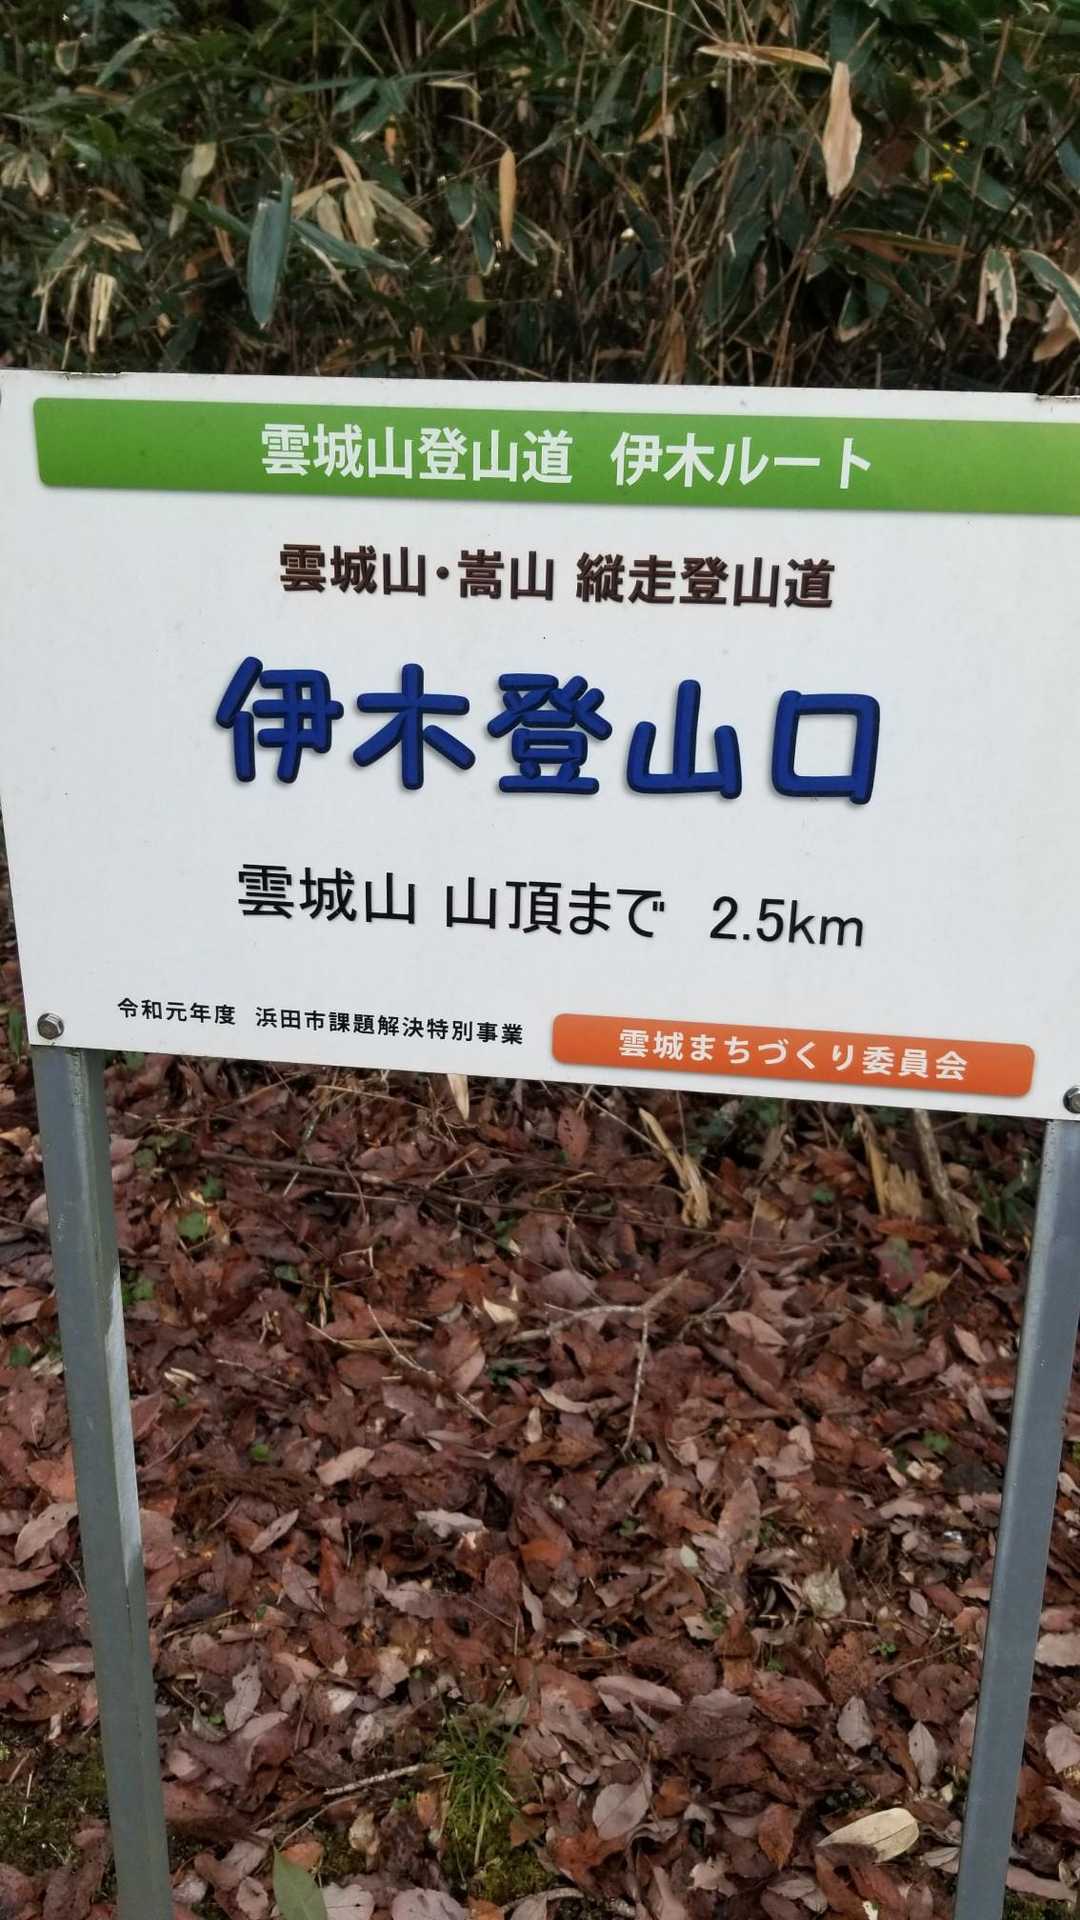 雲城山登山道 伊木ルート
雲城山・嵩山 縦走登山道
伊木登山口
雲城山 山頂まで 2.5km
令和元年度 浜田市課題解決特別事業
雲城まちづくり委員会